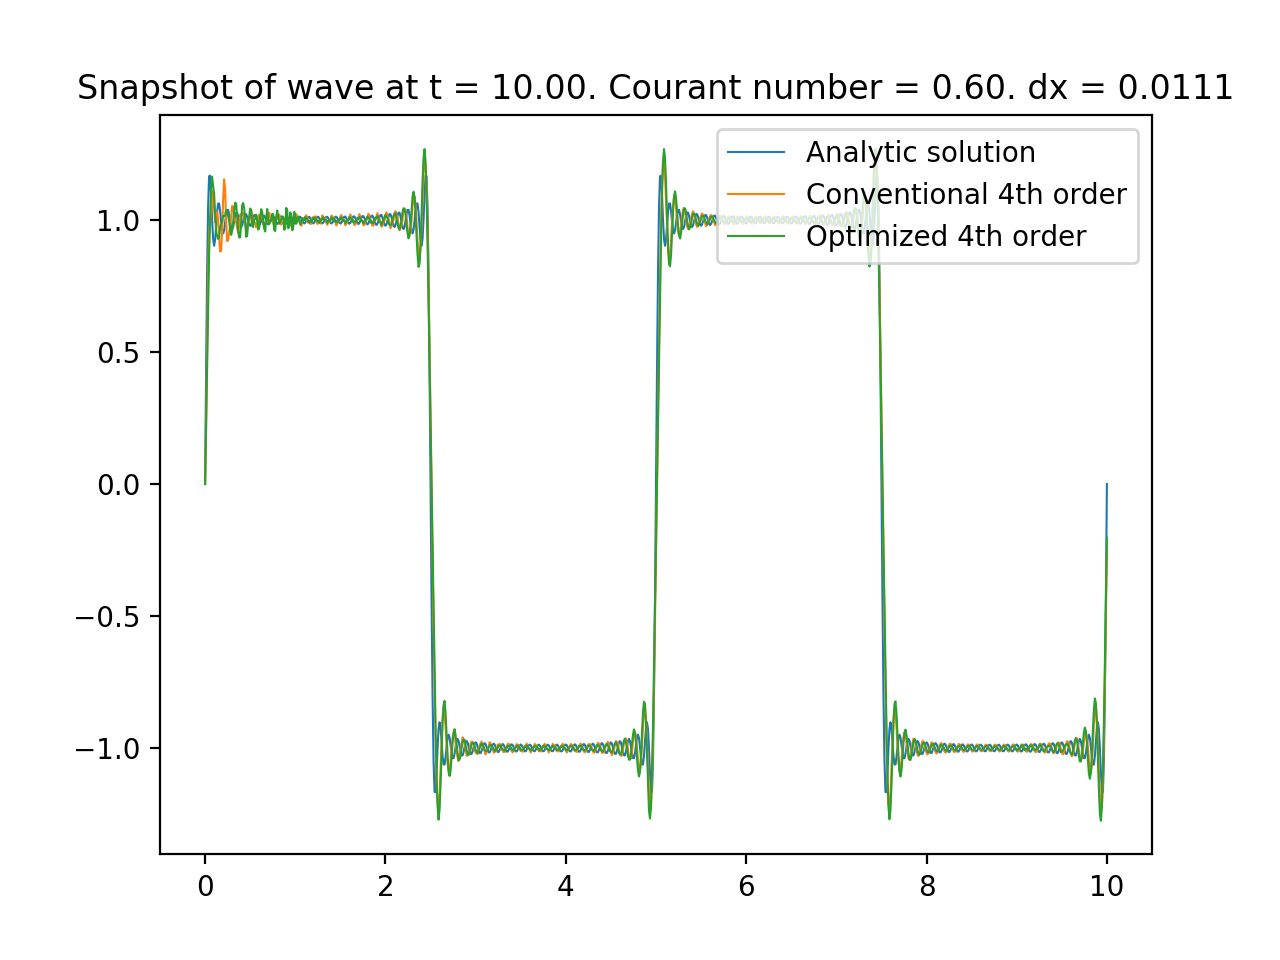 Snapshot of wave at t = 10.00. Courant number = 0.60. dx = 0.0111
Analytic solution
Conventional 4th order
Optimized 4th order
1.0
0.5
0.0
−0.5
−1.0
0 2 4 6 8 10